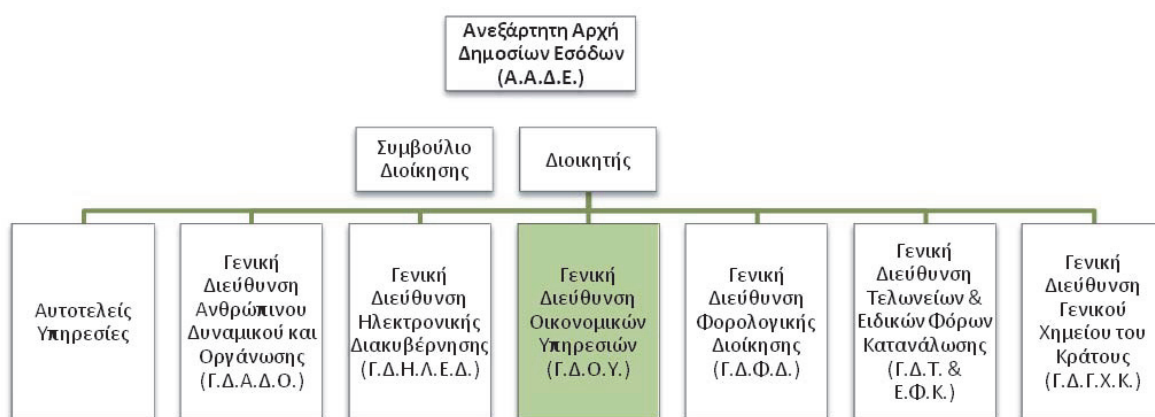 Ανεξάρτητη Αρχή
Δημοσίων Εσόδων
(Α.Α.Δ.Ε.)
Συμβούλιο
Διοίκησης
Διοικητής
Αυτοτελείς
Υπηρεσίες
Γενική
Διεύθυνση
Ανθρώπινου
Δυναμικού και
Οργάνωσης
(Γ.Δ.Α.Δ.Ο.)
Γενική
Διεύθυνση
Ηλεκτρονικής
Διακυβέρνησης
(Γ.Δ.Η.Λ.Ε.Δ.)
Γενική
Διεύθυνση
Οικονομικών
Υπηρεσιών
(Γ.Δ.Ο.Υ.)
Γενική
Διεύθυνση
Φορολογικής
Διοίκησης
(Γ.Δ.Φ.Δ.)
Γενική
Διεύθυνση
Τελωνείων &
Ειδικών Φόρων
Κατανάλωσης
(Γ.Δ.Τ. &
Ε.Φ.Κ.)
Γενική
Διεύθυνση
Γενικού
Χημείου του
Κράτους
(Γ.Δ.Γ.Χ.Κ.)